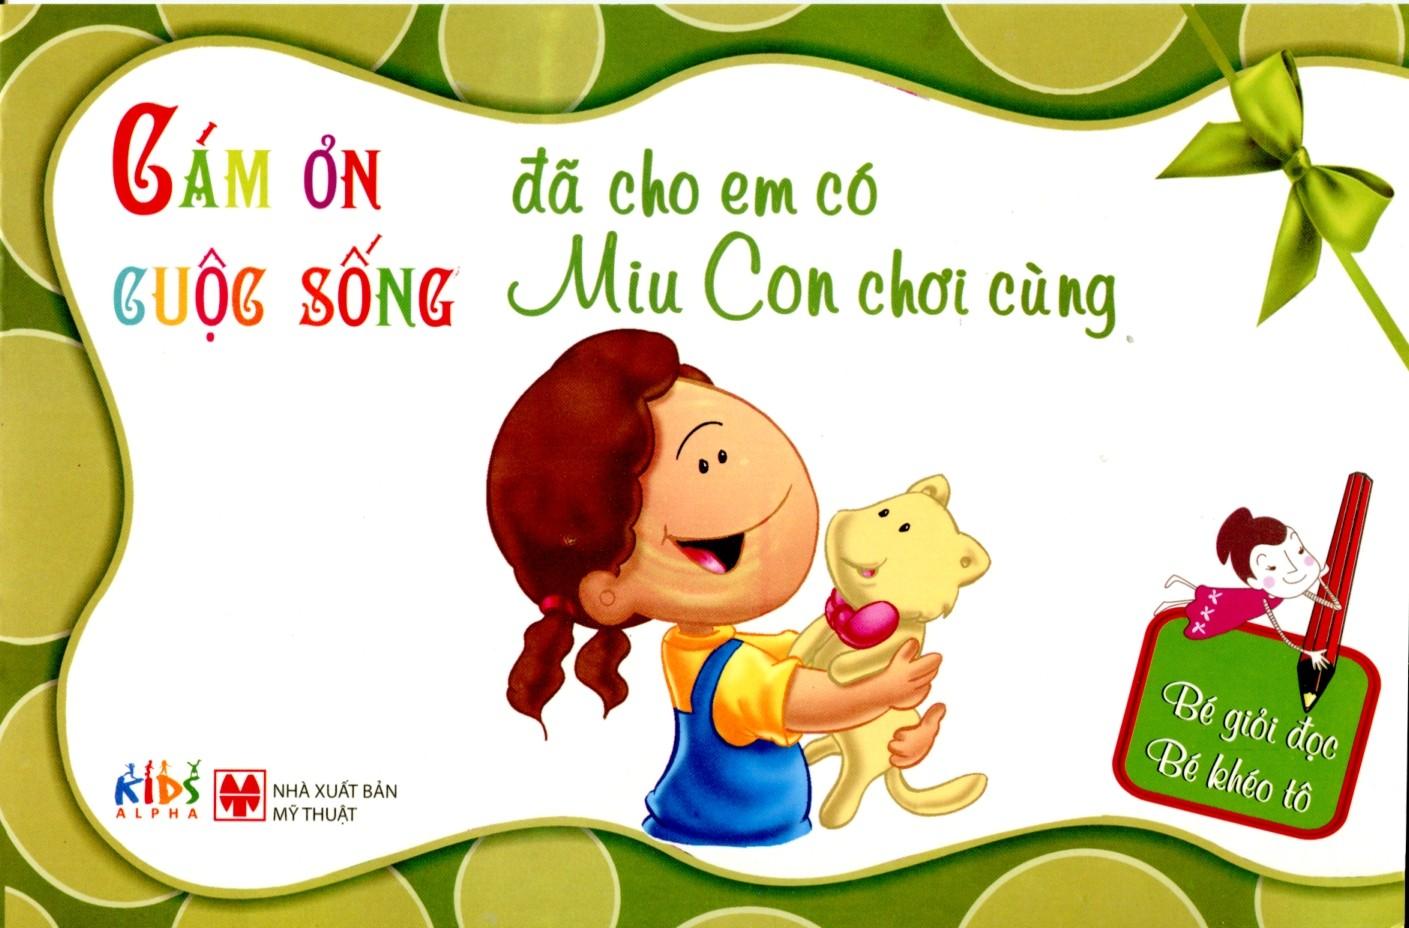 CÁM ƠN
CUỘC SỐNG
đã cho em có
Miu Con chơi cùng
Bé giỏi đọc
Bé khéo tô
KIDS
ALPHA
NHÀ XUẤT BẢN
MỸ THUẬT